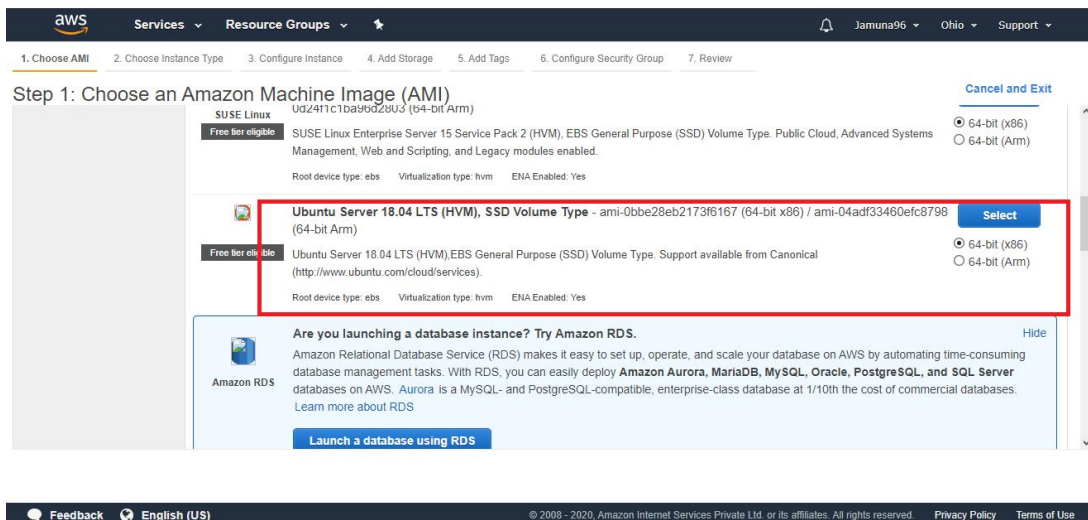 aws Services Resource Groups Jamuna96 Ohio Support
1. Choose AMI 2. Choose Instance Type 3. Configure Instance 4. Add Storage 5. Add Tags 6. Configure Security Group 7. Review
Step 1: Choose an Amazon Machine Image (AMI) Cancel and Exit
SUSE Linux
Free tier eligible
0d24f1c1ba96d2803 (64-bit Arm)
SUSE Linux Enterprise Server 15 Service Pack 2 (HVM), EBS General Purpose (SSD) Volume Type. Public Cloud, Advanced Systems
Management, Web and Scripting, and Legacy modules enabled.
Root device type: ebs Virtualization type: hvm ENA Enabled: Yes
64-bit (x86)
64-bit (Arm)
Ubuntu Server 18.04 LTS (HVM), SSD Volume Type - ami-0bbe28eb2173f6167 (64-bit x86) / ami-04adf33460efc8798
(64-bit Arm)
Select
Free tier eligible
Ubuntu Server 18.04 LTS (HVM),EBS General Purpose (SSD) Volume Type. Support available from Canonical
(http://www.ubuntu.com/cloud/services).
Root device type: ebs Virtualization type: hvm ENA Enabled: Yes
64-bit (x86)
64-bit (Arm)
Amazon RDS
Are you launching a database instance? Try Amazon RDS. Hide
Amazon Relational Database Service (RDS) makes it easy to set up, operate, and scale your database on AWS by automating time-consuming
database management tasks. With RDS, you can easily deploy Amazon Aurora, MariaDB, MySQL, Oracle, PostgreSQL, and SQL Server
databases on AWS. Aurora is a MySQL- and PostgreSQL-compatible, enterprise-class database at 1/10th the cost of commercial databases.
Learn more about RDS
Launch a database using RDS
Feedback English (US) © 2008 - 2020, Amazon Internet Services Private Ltd. or its affiliates. All rights reserved. Privacy Policy Terms of Use